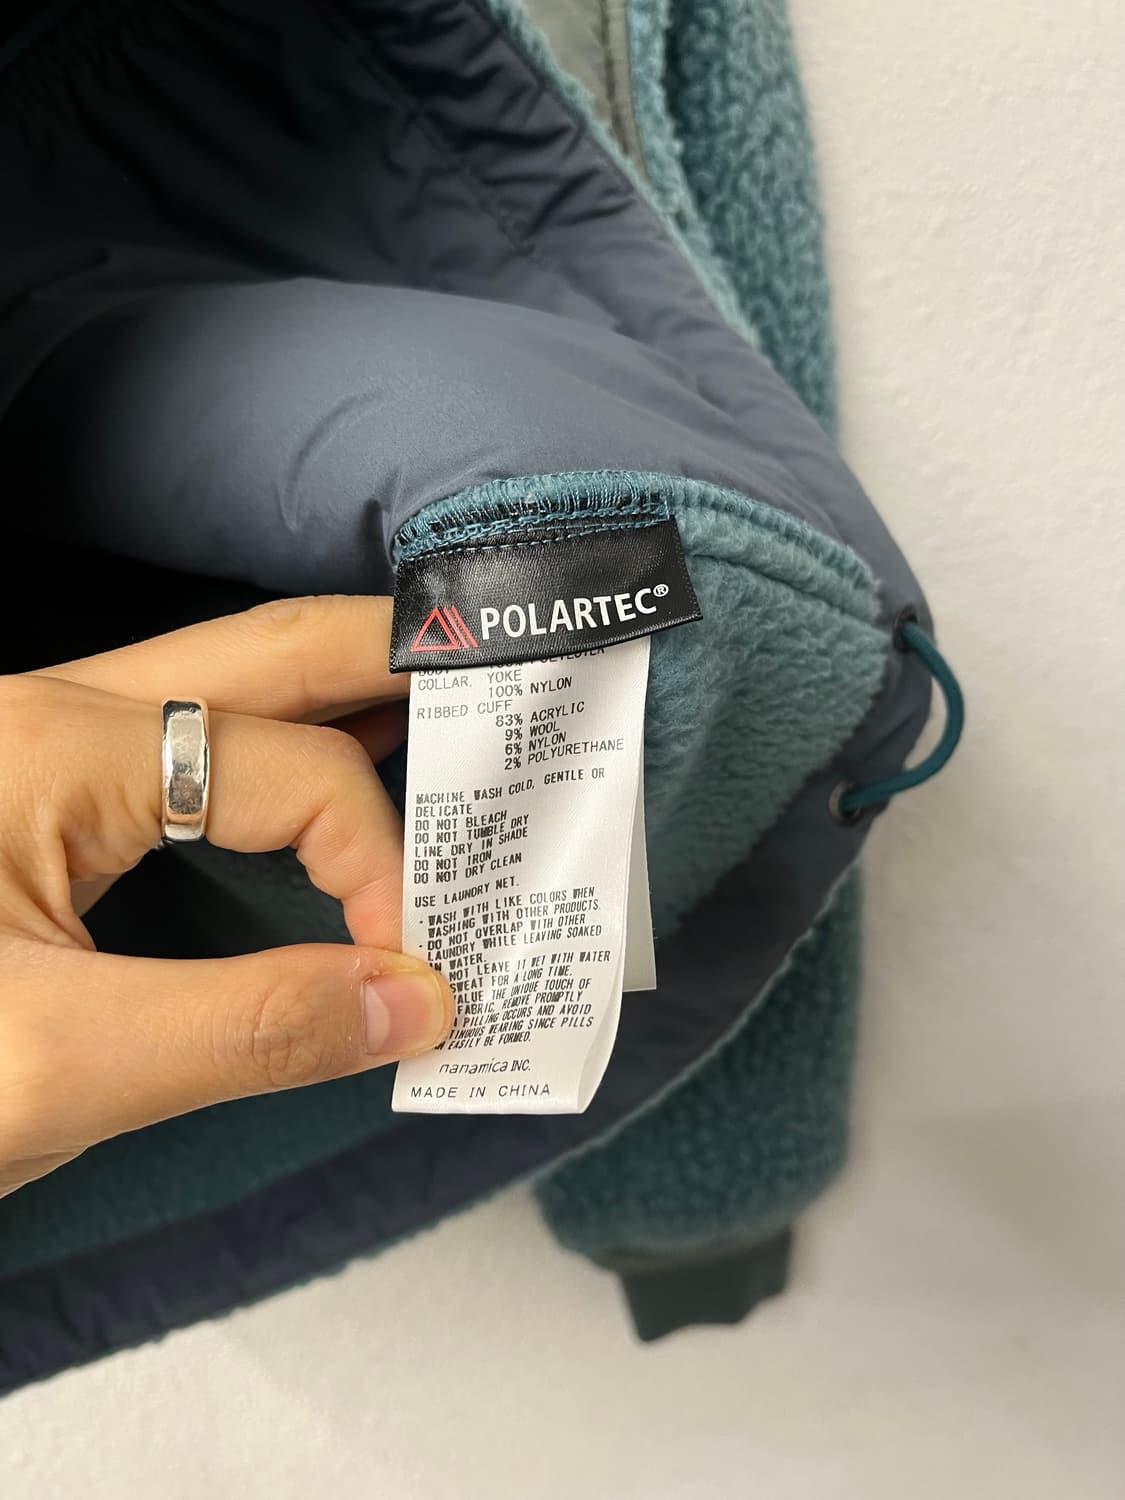 POLARTEC®
BODY 100% POLYESTER
COLLAR. YOKE
100% NYLON
RIBBED CUFF
83% ACRYLIC
9% WOOL
6% NYLON
2% POLYURETHANE
MACHINE WASH COLD, GENTLE OR
DELICATE
DO NOT BLEACH
DO NOT TUMBLE DRY
LINE DRY IN SHADE
DO NOT IRON
DO NOT DRY CLEAN
USE LAUNDRY NET.
・WASH WITH LIKE COLORS WHEN
WASHING WITH OTHER PRODUCTS.
・DO NOT OVERLAP WITH OTHER
LAUNDRY WHILE LEAVING SOAKED
IN WATER.
NOT LEAVE IT WET WITH WATER
SWEAT FOR A LONG TIME.
VALUE THE UNIQUE TOUCH OF
FABRIC, REMOVE PROMPTLY
PILLING OCCURS AND AVOID
WEARING SINCE PILLS
EASILY BE FORMED.
nanamica INC.
MADE IN CHINA